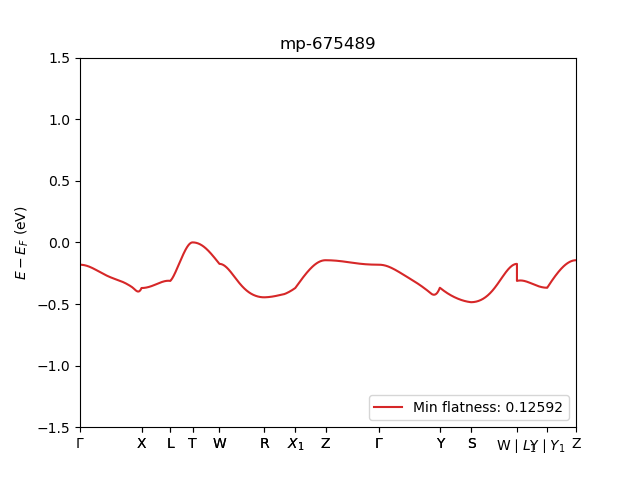 mp-675489
1.5
1.0
0.5
0.0
−0.5
−1.0
−1.5
E − E_F (eV)
Min flatness: 0.12592
Γ X L T W R X₁ Z Γ Y S W | L Y | Y₁ Z